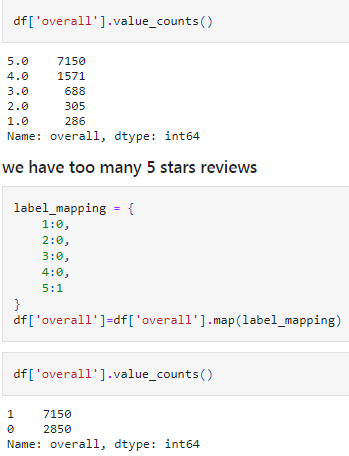 df['overall'].value_counts()
5.0    7150
4.0    1571
3.0     688
2.0     305
1.0     286
Name: overall, dtype: int64
we have too many 5 stars reviews
label_mapping = {
    1:0,
    2:0,
    3:0,
    4:0,
    5:1
}
df['overall']=df['overall'].map(label_mapping)
df['overall'].value_counts()
1    7150
0    2850
Name: overall, dtype: int64